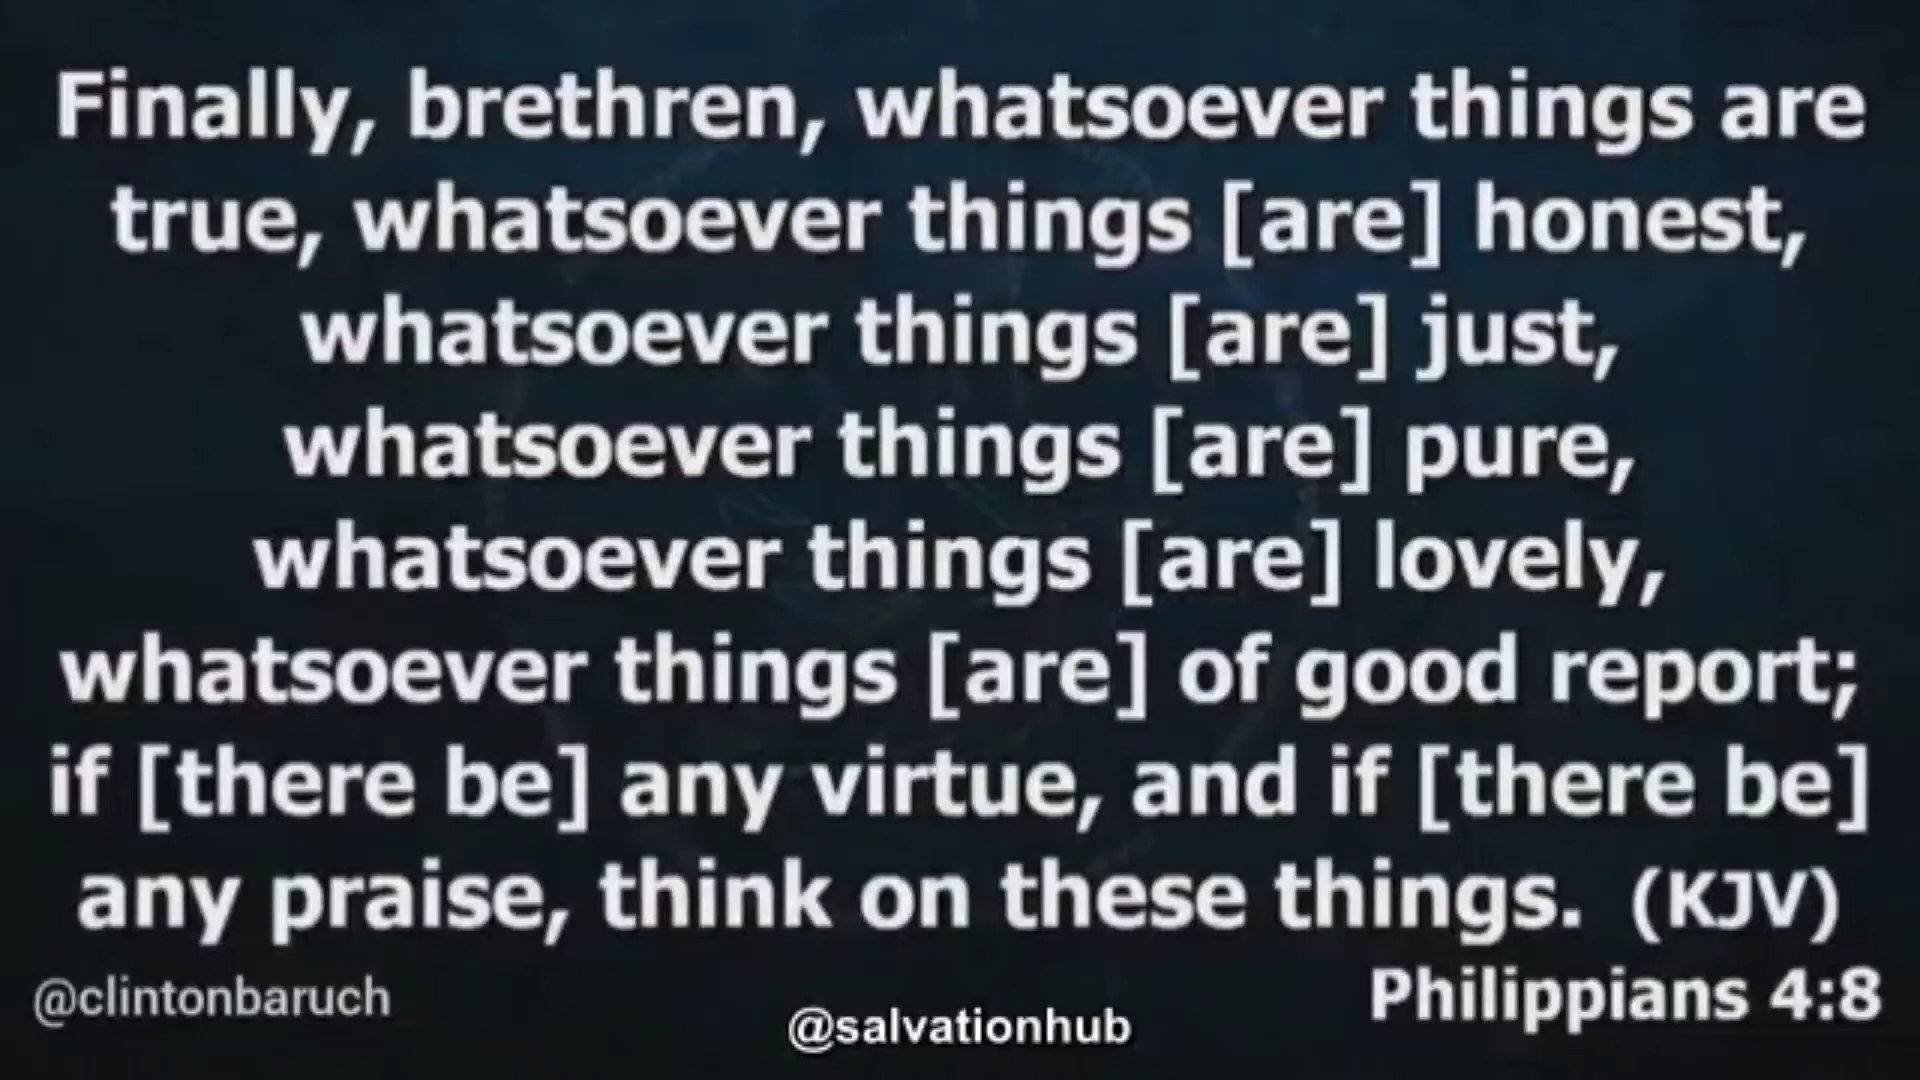 Finally, brethren, whatsoever things are
true, whatsoever things [are] honest,
whatsoever things [are] just,
whatsoever things [are] pure,
whatsoever things [are] lovely,
whatsoever things [are] of good report;
if [there be] any virtue, and if [there be]
any praise, think on these things. (KJV)
Philippians 4:8
@clintonbaruch
@salvationhub